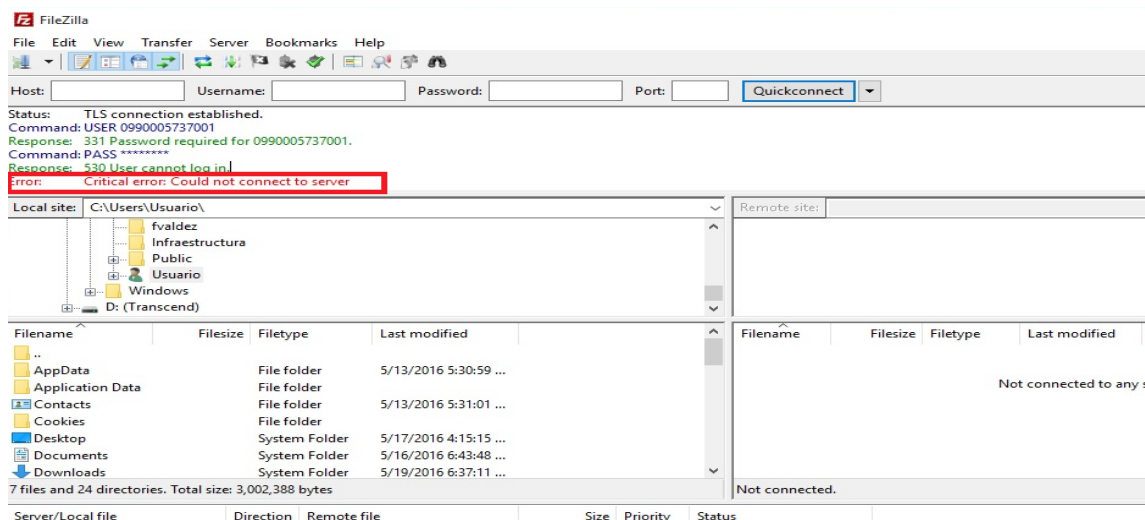 FileZilla
File Edit View Transfer Server Bookmarks Help
Host: Username: Password: Port: Quickconnect
Status: TLS connection established.
Command: USER 0990005737001
Response: 331 Password required for 0990005737001.
Command: PASS ********
Response: 530 User cannot log in.
Error: Critical error: Could not connect to server
Local site: C:\Users\Usuario\ Remote site:
fvaldez
Infraestructura
Public
Usuario
Windows
D: (Transcend)
Filename Filesize Filetype Last modified Filename Filesize Filetype Last modified
..
AppData File folder 5/13/2016 5:30:59 ...
Application Data File folder Not connected to any s
Contacts File folder 5/13/2016 5:31:01 ...
Cookies File folder
Desktop System Folder 5/17/2016 4:15:15 ...
Documents System Folder 5/16/2016 6:43:48 ...
Downloads System Folder 5/19/2016 6:37:11 ...
7 files and 24 directories. Total size: 3,002,388 bytes Not connected.
Server/Local file Direction Remote file Size Priority Status